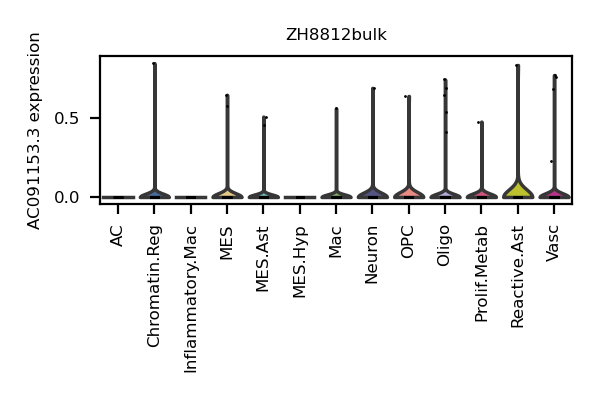 ZH8812bulk
AC091153.3 expression
0.5
0.0
AC
Chromatin.Reg
Inflammatory.Mac
MES
MES.Ast
MES.Hyp
Mac
Neuron
OPC
Oligo
Prolif.Metab
Reactive.Ast
Vasc